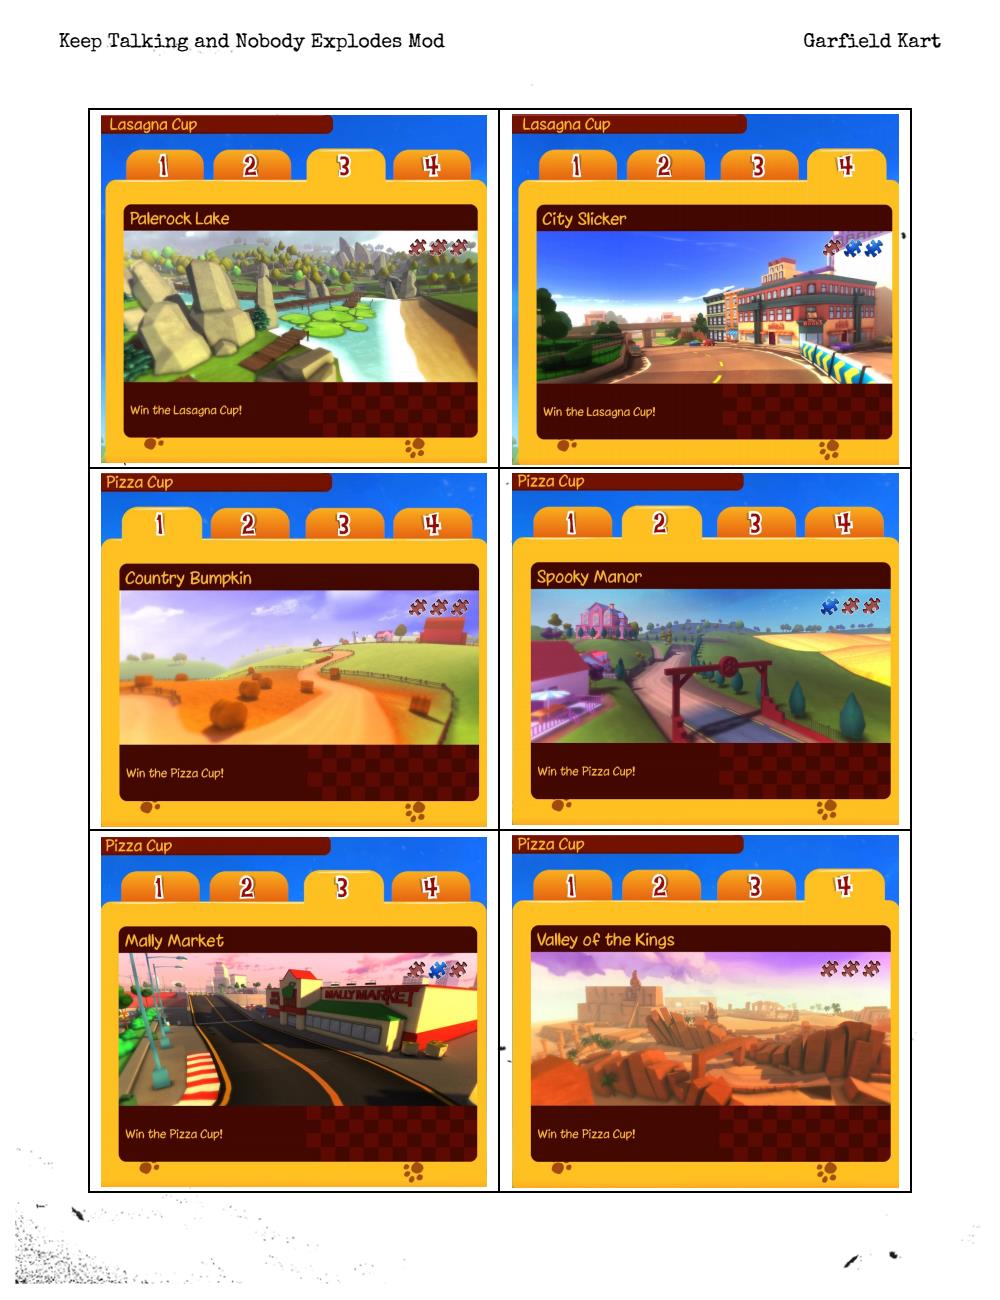 Keep Talking and Nobody Explodes Mod
Garfield Kart
Lasagna Cup
1 2 3 4
Palerock Lake
Win the Lasagna Cup!
Lasagna Cup
1 2 3 4
City Slicker
Win the Lasagna Cup!
Pizza Cup
1 2 3 4
Country Bumpkin
Win the Pizza Cup!
Pizza Cup
1 2 3 4
Spooky Manor
Win the Pizza Cup!
Pizza Cup
1 2 3 4
Mally Market
MALLYMARKET
Win the Pizza Cup!
Pizza Cup
1 2 3 4
Valley of the Kings
Win the Pizza Cup!